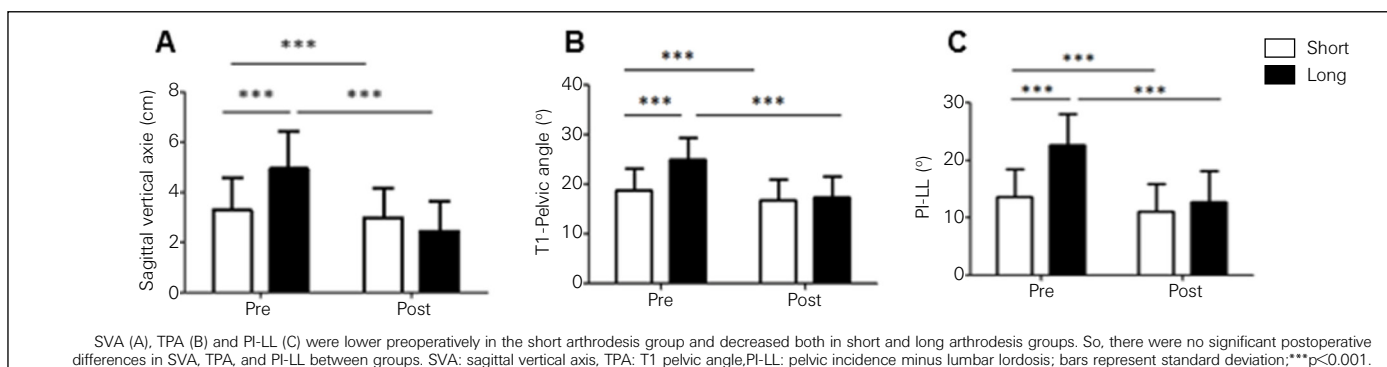 A
B
C
Short
Long
***
***
***
Sagittal vertical axie (cm)
8
6
4
2
0
Pre
Post
***
***
***
T1-Pelvic angle (º)
40
30
20
10
0
Pre
Post
***
***
***
PI-LL (º)
30
20
10
0
Pre
Post
SVA (A), TPA (B) and PI-LL (C) were lower preoperatively in the short arthrodesis group and decreased both in short and long arthrodesis groups. So, there were no significant postoperative
differences in SVA, TPA, and PI-LL between groups. SVA: sagittal vertical axis, TPA: T1 pelvic angle,PI-LL: pelvic incidence minus lumbar lordosis; bars represent standard deviation;***p<0.001.